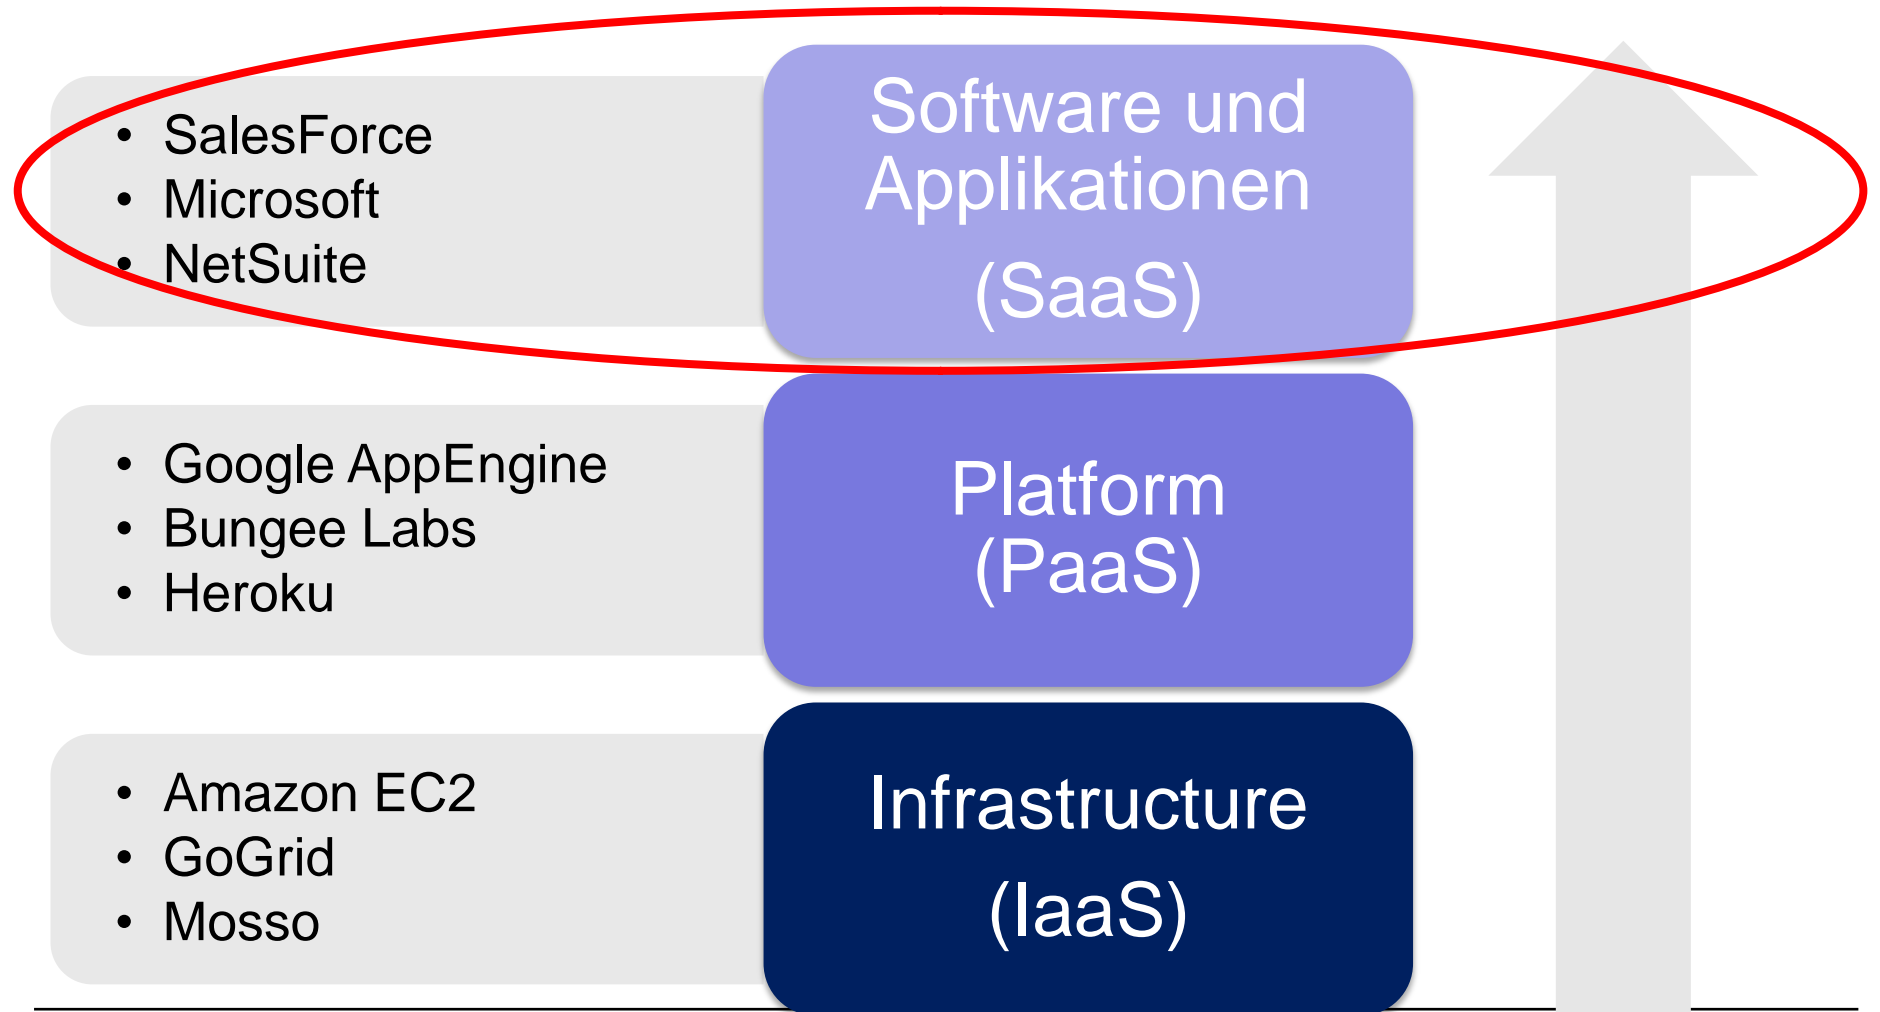 • SalesForce
• Microsoft
• NetSuite
Software und
Applikationen
(SaaS)
• Google AppEngine
• Bungee Labs
• Heroku
Platform
(PaaS)
• Amazon EC2
• GoGrid
• Mosso
Infrastructure
(IaaS)